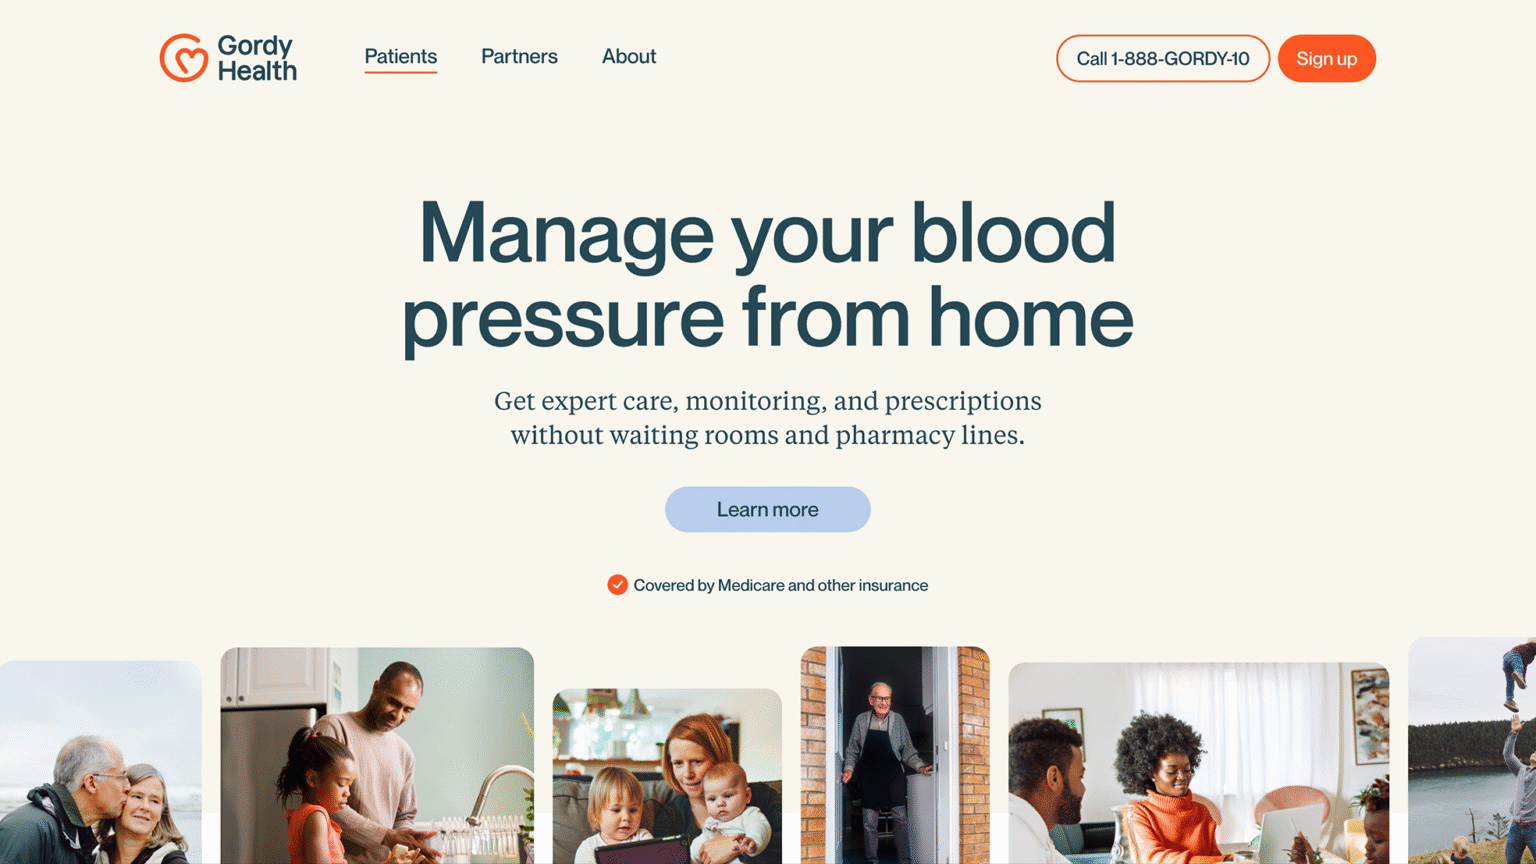 Gordy
Health
Patients
Partners
About
Call 1-888-GORDY-10
Sign up
Manage your blood
pressure from home
Get expert care, monitoring, and prescriptions
without waiting rooms and pharmacy lines.
Learn more
Covered by Medicare and other insurance